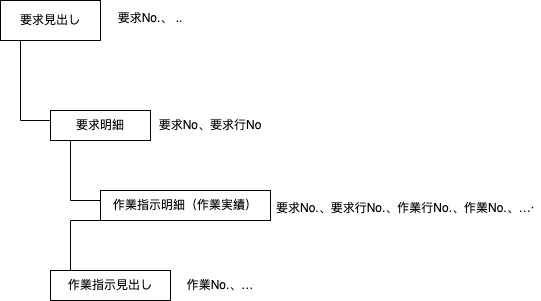 要求見出し
要求No.、 ..
要求明細
要求No、要求行No
作業指示明細（作業実績）
要求No.、要求行No.、作業行No.、作業No.、…·
作業指示見出し
作業No.、…